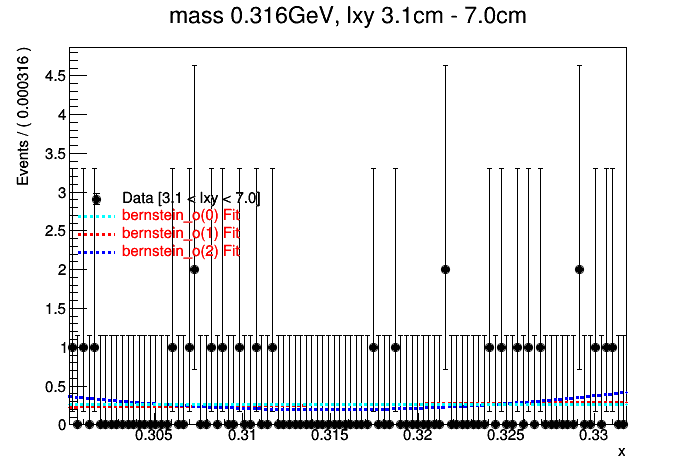 mass 0.316GeV, lxy 3.1cm - 7.0cm
Events / ( 0.000316 )
4.5
4
3.5
3
2.5
2
1.5
1
0.5
0
Data [3.1 < lxy < 7.0]
bernstein_o(0) Fit
bernstein_o(1) Fit
bernstein_o(2) Fit
0.305 0.31 0.315 0.32 0.325 0.33
x